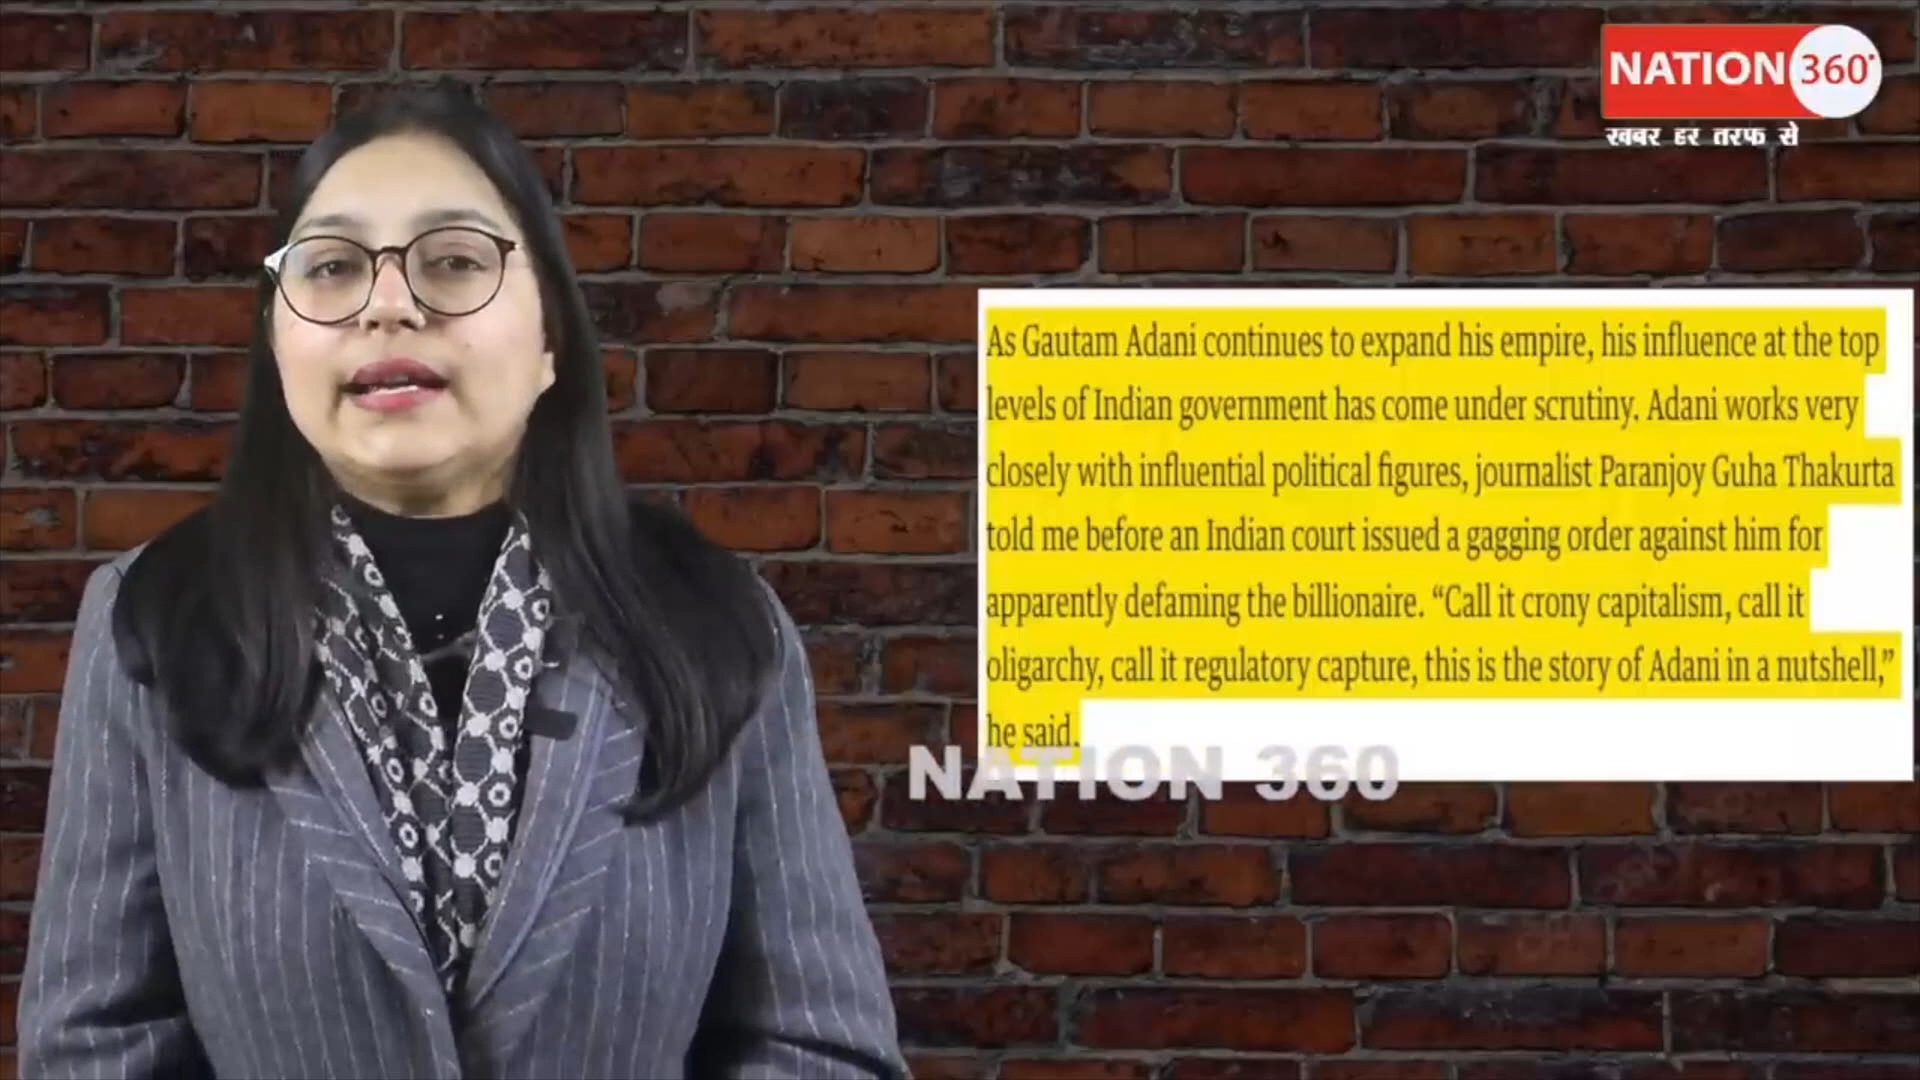 NATION 360°
खबर हर तरफ से
As Gautam Adani continues to expand his empire, his influence at the top
levels of Indian government has come under scrutiny. Adani works very
closely with influential political figures, journalist Paranjoy Guha Thakurta
told me before an Indian court issued a gagging order against him for
apparently defaming the billionaire. “Call it crony capitalism, call it
oligarchy, call it regulatory capture, this is the story of Adani in a nutshell,”
he said.
NATION 360